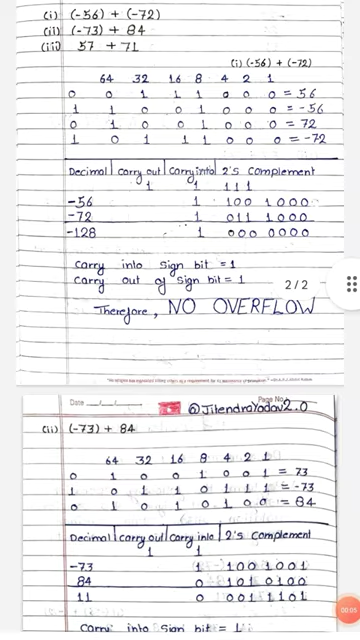 (i) (-56) + (-72)
(ii) (-73) + 84
(iii) 57 + 71
(i) (-56) + (-72)
64 32 16 8 4 2 1
0 0 1 1 1 0 0 0 = 56
1 1 0 0 1 0 0 0 = -56
0 1 0 0 1 0 0 0 = 72
1 0 1 1 1 0 0 0 = -72
Decimal carry out carry into 2's complement
1 1 1 1 1
-56 1 100 1000
-72 1 011 1000
-128 1 000 0000
carry into sign bit = 1
carry out of sign bit = 1
2/2
Therefore, NO OVERFLOW
Date __/__/__ Page No.
@JitendraYadav2.0
(ii) (-73) + 84
64 32 16 8 4 2 1
0 1 0 0 1 0 0 1 = 73
1 0 1 1 0 1 1 1 = -73
0 1 0 1 0 1 0 0 = 84
Decimal carry out carry into 2's complement
1 1
-73 1 100 1001
84 0 101 0100
11 0 001 1101
carry into sign bit = 1
00:05